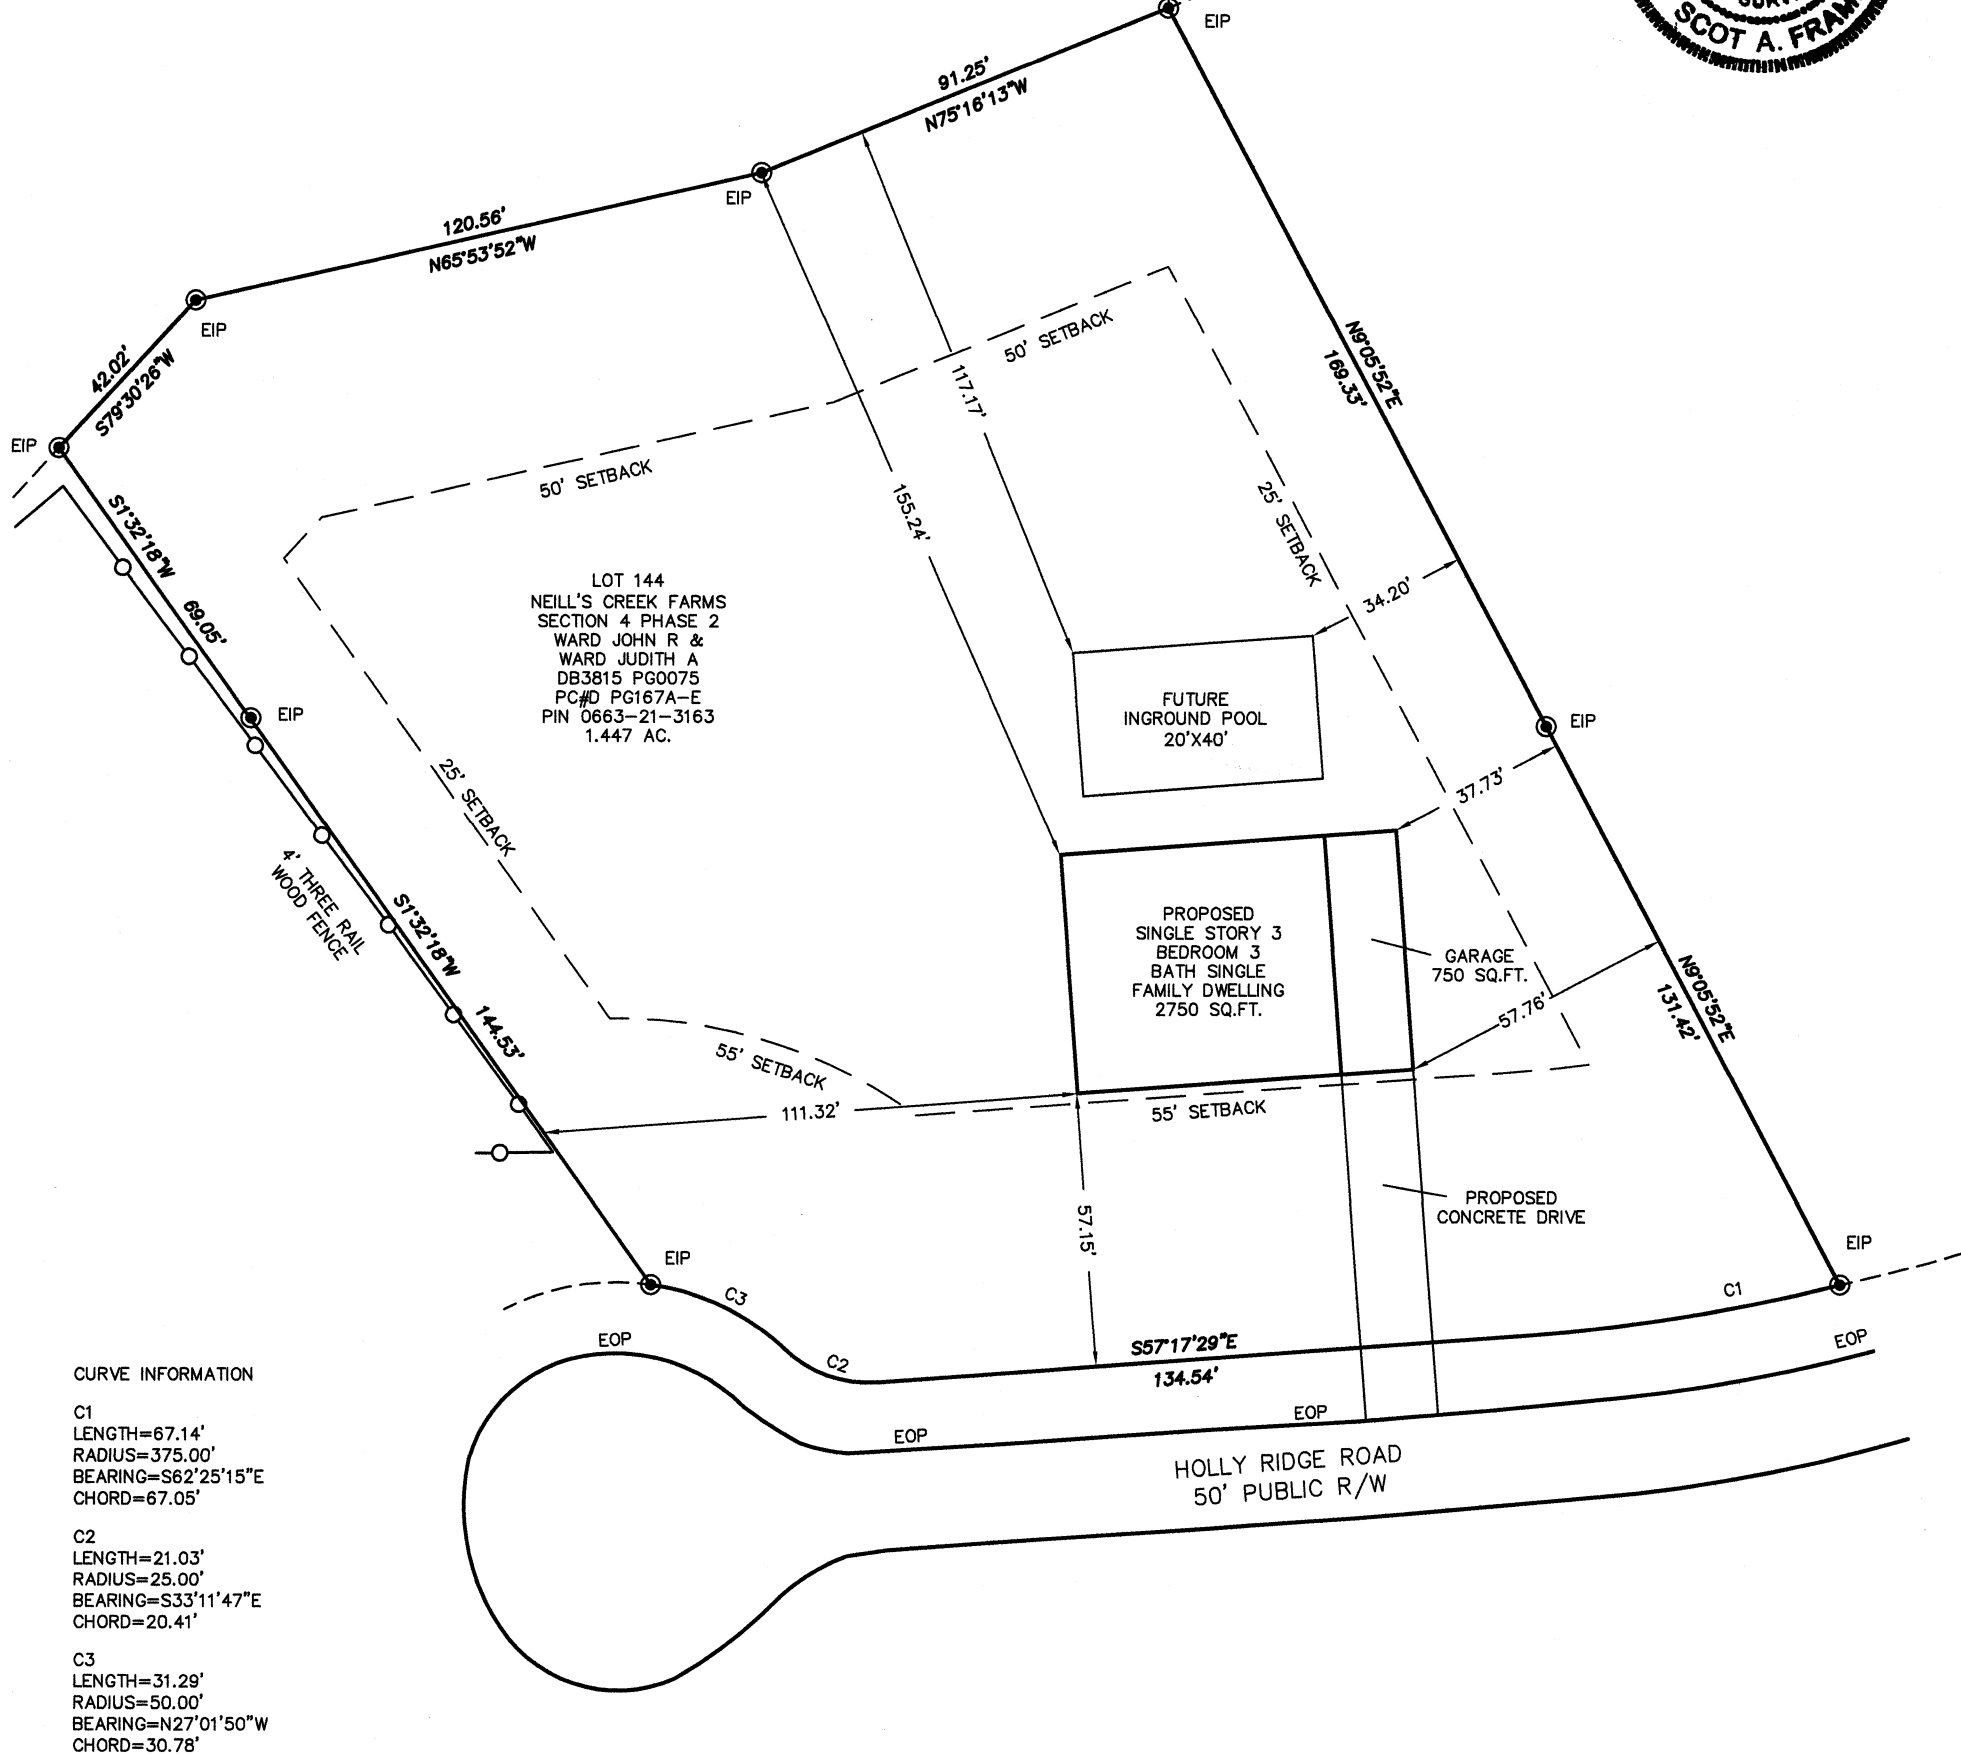 SURV
SCOT A. FRAM
EIP
91.25'
N75°16'13"W
EIP
120.56'
N65°53'52"W
EIP
42.02'
S79°30'26"W
EIP
N9°05'52"E
169.33'
50' SETBACK
117.17'
50' SETBACK
155.24'
25' SETBACK
S1°32'18"W
69.05'
34.20'
LOT 144
NEILL'S CREEK FARMS
SECTION 4 PHASE 2
WARD JOHN R &
WARD JUDITH A
DB3815 PG0075
PC#D PG167A-E
PIN 0663-21-3163
1.447 AC.
FUTURE
INGROUND POOL
20'X40'
EIP
EIP
25' SETBACK
37.73'
4' THREE RAIL
WOOD FENCE
S1°32'18"W
144.53'
PROPOSED
SINGLE STORY 3
BEDROOM 3
BATH SINGLE
FAMILY DWELLING
2750 SQ.FT.
GARAGE
750 SQ.FT.
57.76'
N9°05'52"E
131.42'
55' SETBACK
111.32'
55' SETBACK
57.15'
PROPOSED
CONCRETE DRIVE
EIP
EIP
C3
C1
EOP
C2
S57°17'29"E
134.54'
EOP
EOP
EOP
HOLLY RIDGE ROAD
50' PUBLIC R/W
CURVE INFORMATION
C1
LENGTH=67.14'
RADIUS=375.00'
BEARING=S62°25'15"E
CHORD=67.05'
C2
LENGTH=21.03'
RADIUS=25.00'
BEARING=S33°11'47"E
CHORD=20.41'
C3
LENGTH=31.29'
RADIUS=50.00'
BEARING=N27°01'50"W
CHORD=30.78'